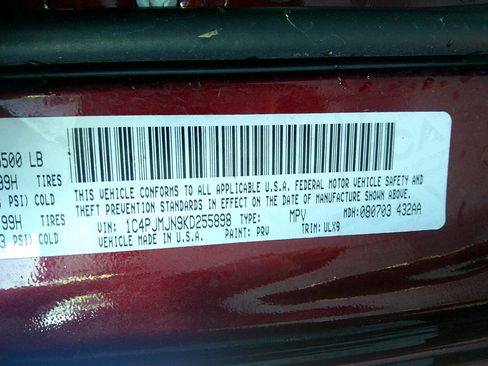 500 LB
99H TIRES
PSI) COLD
99H TIRES
PSI) COLD
THIS VEHICLE CONFORMS TO ALL APPLICABLE U.S.A. FEDERAL MOTOR VEHICLE SAFETY AND
THEFT PREVENTION STANDARDS IN EFFECT ON THE DATE OF MANUFACTURE SHOWN ABOVE.
VIN: 1C4PJMJN9KD255898 TYPE: MPV MDH: 080703 432AA
VEHICLE MADE IN U.S.A. PAINT: PRV TRIM: ULX9